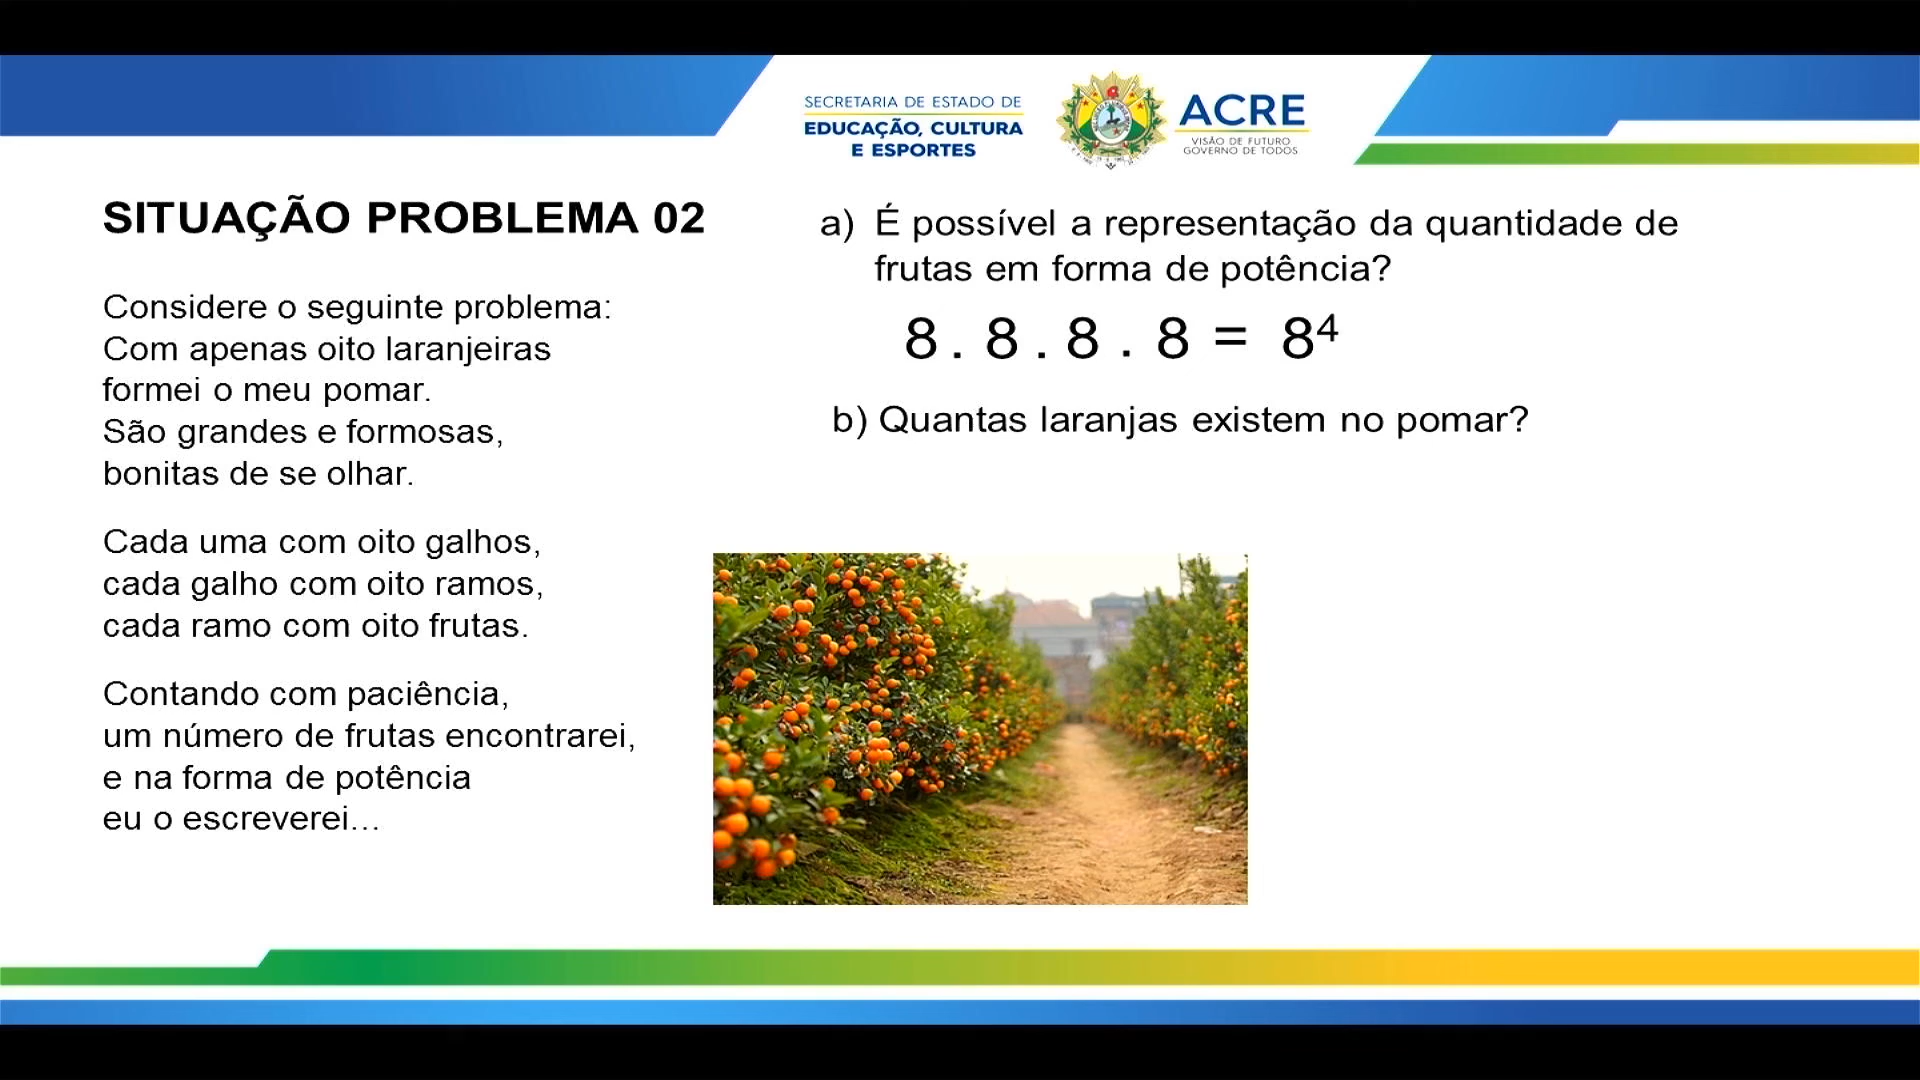 SECRETARIA DE ESTADO DE
EDUCAÇÃO, CULTURA
E ESPORTES
ACRE
VISÃO DE FUTURO
GOVERNO DE TODOS
SITUAÇÃO PROBLEMA 02
Considere o seguinte problema:
Com apenas oito laranjeiras
formei o meu pomar.
São grandes e formosas,
bonitas de se olhar.
Cada uma com oito galhos,
cada galho com oito ramos,
cada ramo com oito frutas.
Contando com paciência,
um número de frutas encontrarei,
e na forma de potência
eu o escreverei...
a) É possível a representação da quantidade de
frutas em forma de potência?
8 . 8 . 8 . 8 = 8⁴
b) Quantas laranjas existem no pomar?